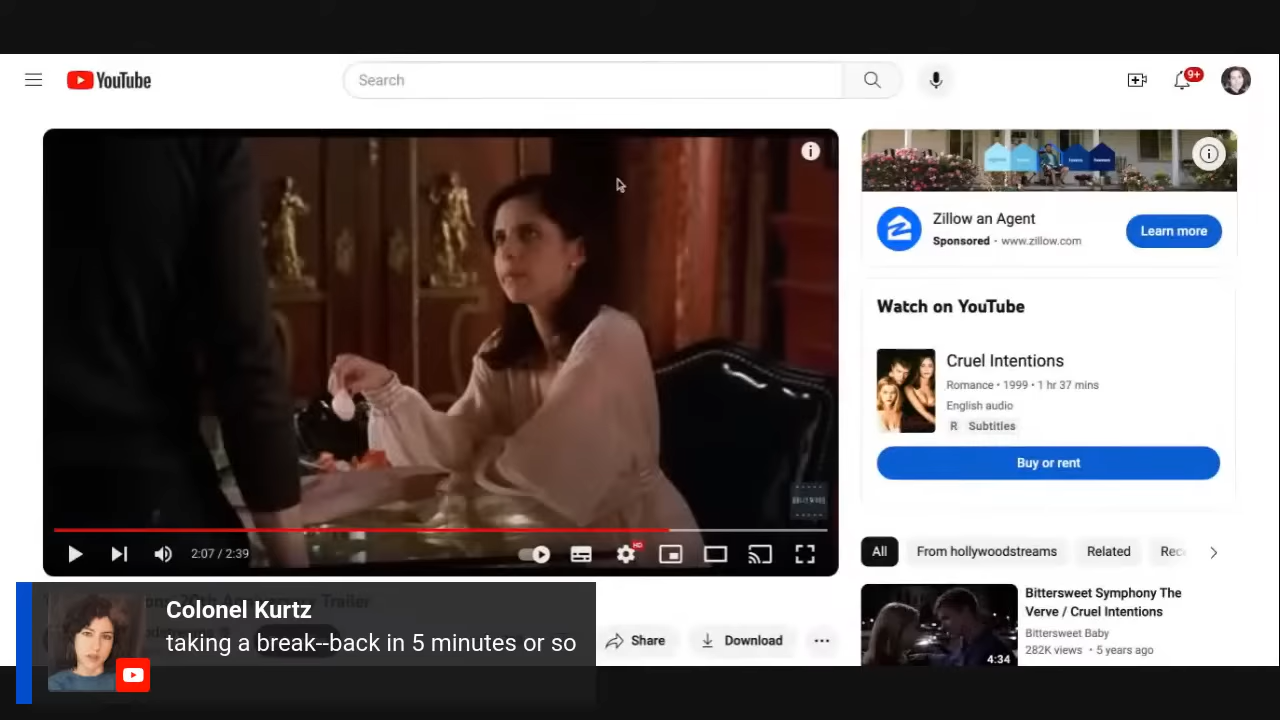 YouTube
Search
9+
Zillow an Agent
Sponsored · www.zillow.com
Learn more
Watch on YouTube
Cruel Intentions
Romance • 1999 • 1 hr 37 mins
English audio
R Subtitles
Buy or rent
2:07 / 2:39
HD
All
From hollywoodstreams
Related
Trailer
Share
Download
Bittersweet Symphony The
Verve / Cruel Intentions
Bittersweet Baby
282K views • 5 years ago
4:34
Colonel Kurtz
taking a break--back in 5 minutes or so